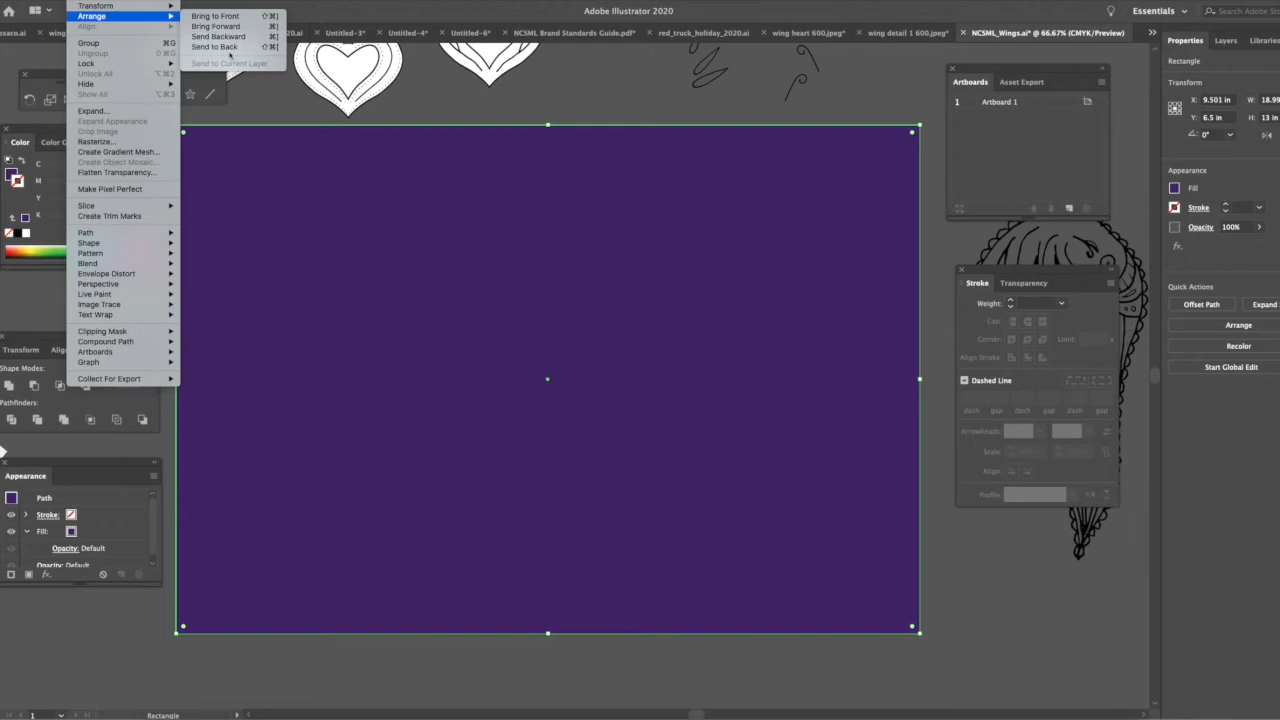 Adobe Illustrator 2020
Essentials
Search Adobe
Transform
Arrange
Align
Group ⌘G
Ungroup ⇧⌘G
Lock
Unlock All ⌥⌘2
Hide
Show All ⌥⌘3
Expand...
Expand Appearance
Crop Image
Rasterize...
Create Gradient Mesh...
Create Object Mosaic...
Flatten Transparency...
Make Pixel Perfect
Slice
Create Trim Marks
Path
Shape
Pattern
Blend
Envelope Distort
Perspective
Live Paint
Image Trace
Text Wrap
Clipping Mask
Compound Path
Artboards
Graph
Collect For Export
Bring to Front ⇧⌘]
Bring Forward ⌘]
Send Backward ⌘[
Send to Back ⇧⌘[
Send to Current Layer
Untitled-3*
Untitled-4*
Untitled-6*
NCSML Brand Standards Guide.pdf*
red_truck_holiday_2020.ai
wing heart 600.jpeg*
wing detail 1 600.jpeg*
NCSML_Wings.ai* @ 66.67% (CMYK/Preview)
Color
Color G
C
M
Y
K
Transform
Shape Modes:
Pathfinders:
Appearance
Path
Stroke:
Fill:
Opacity: Default
Opacity: Default
fx.
Artboards
Asset Export
1 Artboard 1
Stroke
Transparency
Weight:
Cap:
Corner:
Limit:
Align Stroke:
Dashed Line
dash gap dash gap dash gap
Arrowheads:
Scale:
Align:
Profile:
Properties
Layers
Libraries
Rectangle
Transform
X: 9.501 in
W: 18.99
Y: 6.5 in
H: 13 in
0°
Appearance
Fill
Stroke
Opacity 100%
fx.
Quick Actions
Offset Path
Expand
Arrange
Recolor
Start Global Edit
1
Rectangle